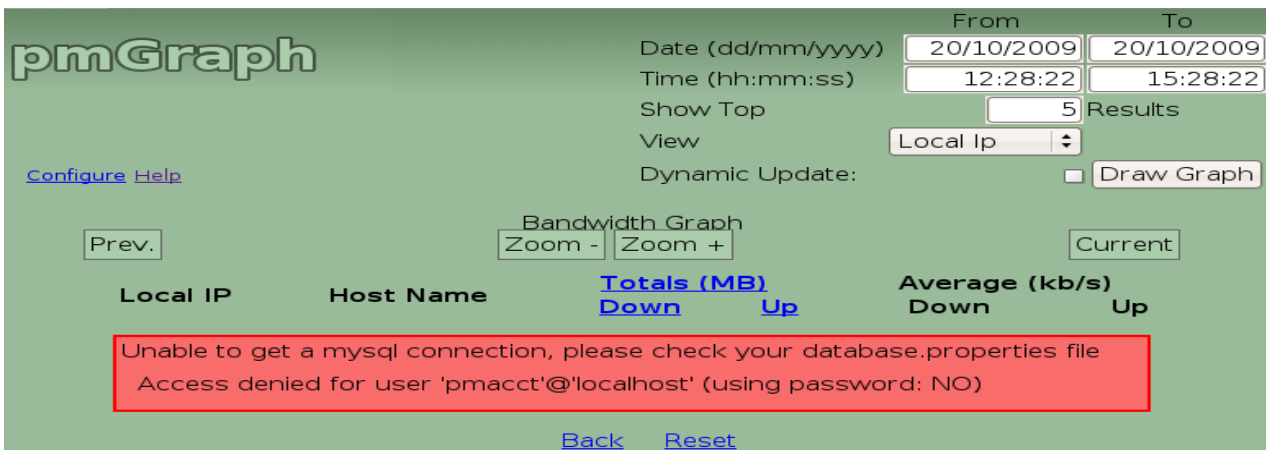 From To
pmGraph
Date (dd/mm/yyyy) 20/10/2009 20/10/2009
Time (hh:mm:ss) 12:28:22 15:28:22
Show Top 5 Results
View Local Ip
Configure Help Dynamic Update: Draw Graph
Bandwidth Graph
Prev. Zoom - Zoom + Current
Totals (MB) Average (kb/s)
Local IP Host Name
Down Up Down Up
Unable to get a mysql connection, please check your database.properties file
Access denied for user 'pmacct'@'localhost' (using password: NO)
Back Reset